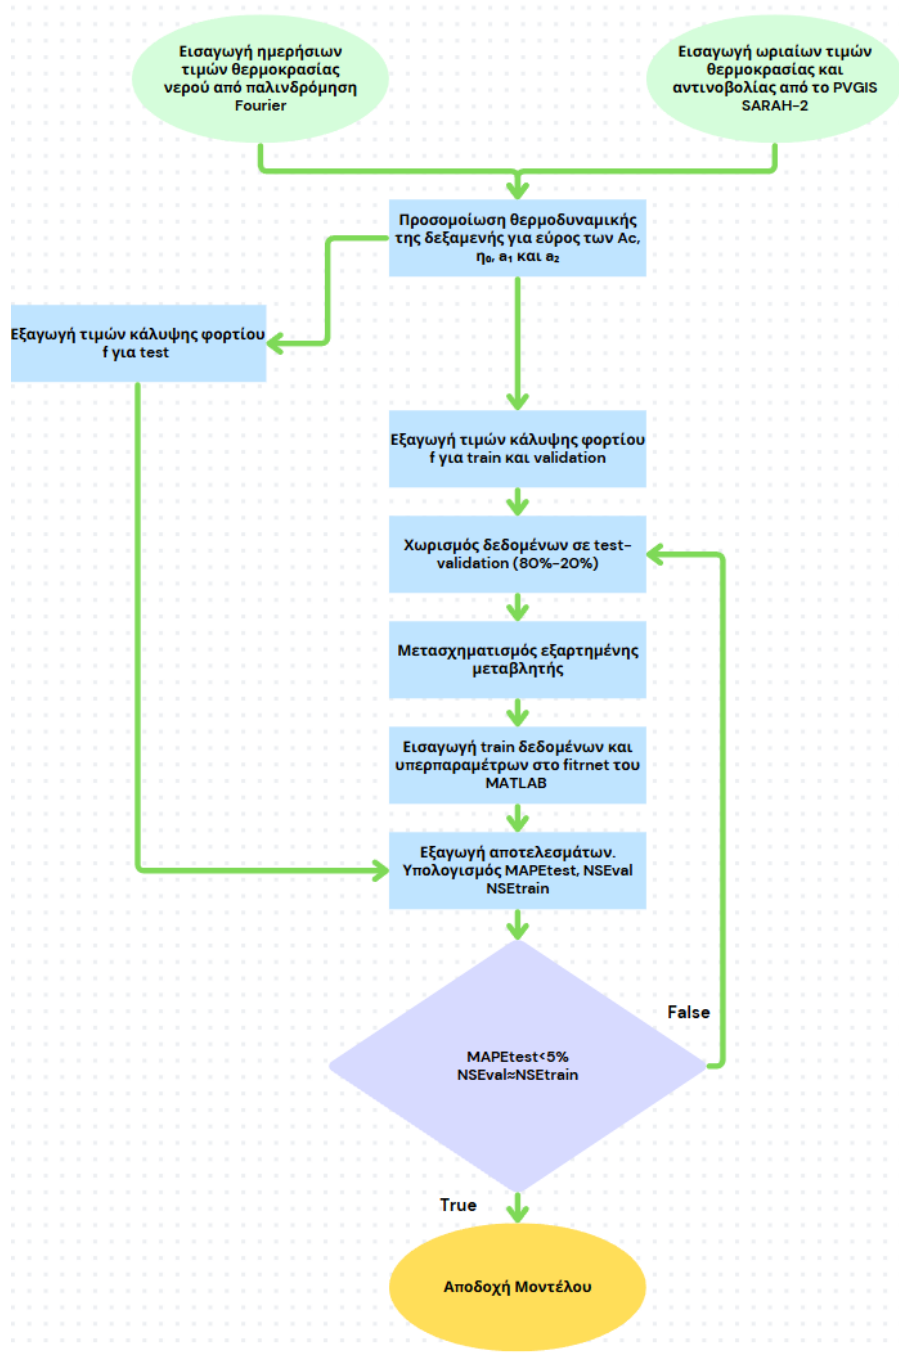 Εισαγωγή ημερήσιων
τιμών θερμοκρασίας
νερού από παλινδρόμηση
Fourier
Εισαγωγή ωριαίων τιμών
θερμοκρασίας και
αντινοβολίας από το PVGIS
SARAH-2
Προσομοίωση θερμοδυναμικής
της δεξαμενής για εύρος των Ac,
η₀, a₁ και a₂
Εξαγωγή τιμών κάλυψης φορτίου
f για test
Εξαγωγή τιμών κάλυψης φορτίου
f για train και validation
Χωρισμός δεδομένων σε test-
validation (80%-20%)
Μετασχηματισμός εξαρτημένης
μεταβλητής
Εισαγωγή train δεδομένων και
υπερπαραμέτρων στο fitrnet του
MATLAB
Εξαγωγή αποτελεσμάτων.
Υπολογισμός MAPEtest, NSEval
NSEtrain
False
MAPEtest<5%
NSEval≈NSEtrain
True
Αποδοχή Μοντέλου